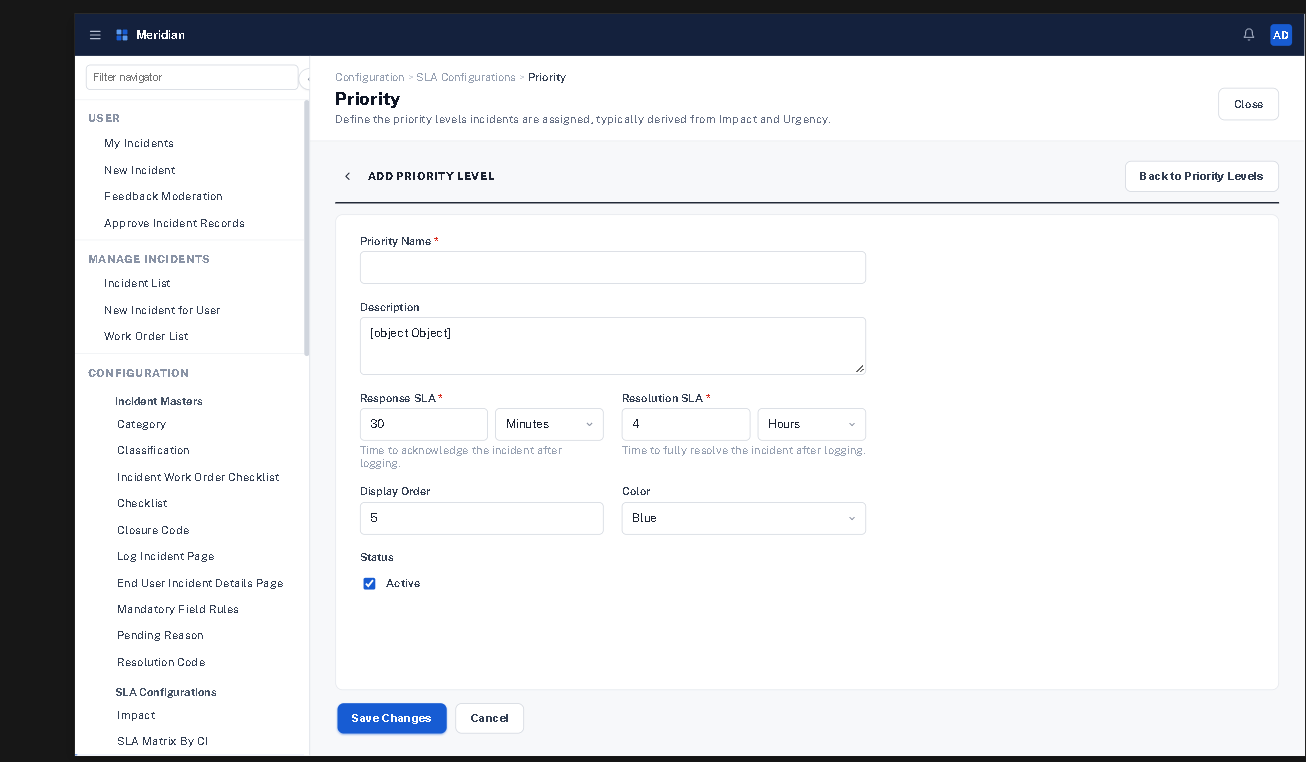 Meridian
AD
Filter navigator
USER
My Incidents
New Incident
Feedback Moderation
Approve Incident Records
MANAGE INCIDENTS
Incident List
New Incident for User
Work Order List
CONFIGURATION
Incident Masters
Category
Classification
Incident Work Order Checklist
Checklist
Closure Code
Log Incident Page
End User Incident Details Page
Mandatory Field Rules
Pending Reason
Resolution Code
SLA Configurations
Impact
SLA Matrix By CI
Configuration > SLA Configurations > Priority
Priority
Define the priority levels incidents are assigned, typically derived from Impact and Urgency.
Close
ADD PRIORITY LEVEL
Back to Priority Levels
Priority Name *
Description
[object Object]
Response SLA * Resolution SLA *
30 Minutes 4 Hours
Time to acknowledge the incident after
logging.
Time to fully resolve the incident after logging.
Display Order Color
5 Blue
Status
Active
Save Changes Cancel